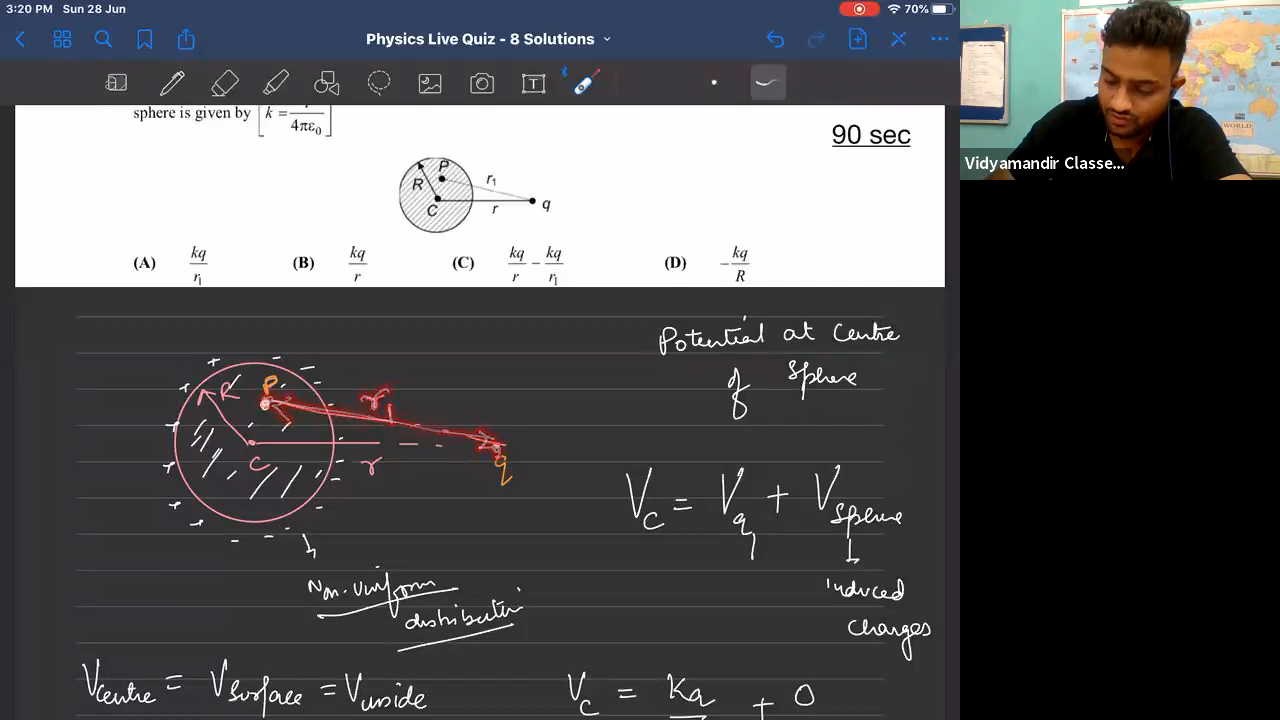 3:20 PM Sun 28 Jun
70%
Physics Live Quiz - 8 Solutions
sphere is given by [k = 4πε0]
90 sec
P
R
r1
C
r
q
(A) kq/r1 (B) kq/r (C) kq/r − kq/r1 (D) −kq/R
WORLD
Vidyamandir Classe...
Potential at Centre
of Sphere
R
P
r1
C
r
q
VC = Vq + VSphere
induced
charges
Non-uniform
distribution
Vcentre = Vsurface = Vinside
VC = Kq + 0